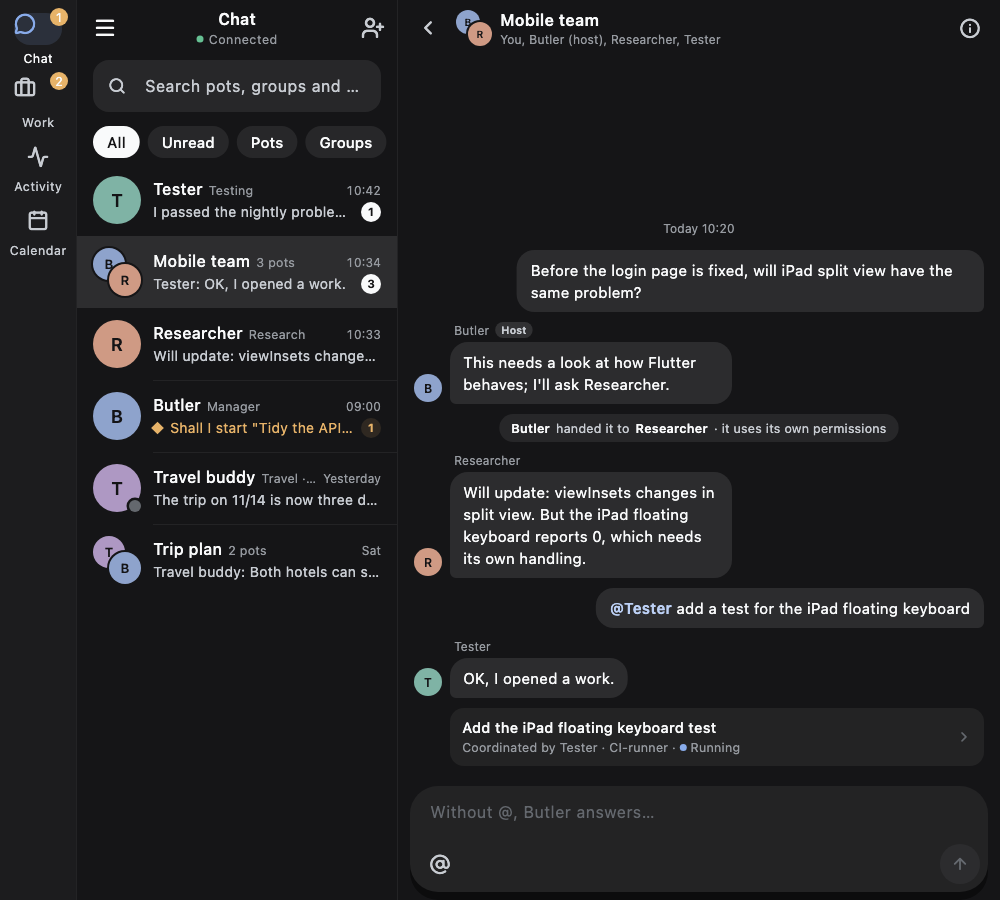 1
Chat
2
Work
Activity
Calendar
Chat
Connected
Search pots, groups and ...
All
Unread
Pots
Groups
T
Tester Testing 10:42
I passed the nightly proble... 1
B
R
Mobile team 3 pots 10:34
Tester: OK, I opened a work. 3
R
Researcher Research 10:33
Will update: viewInsets change...
B
Butler Manager 09:00
Shall I start "Tidy the API... 1
T
Travel buddy Travel ·... Yesterday
The trip on 11/14 is now three d...
T
B
Trip plan 2 pots Sat
Travel buddy: Both hotels can s...
B
R
Mobile team
You, Butler (host), Researcher, Tester
Today 10:20
Before the login page is fixed, will iPad split view have the
same problem?
Butler Host
This needs a look at how Flutter
behaves; I'll ask Researcher.
B
Butler handed it to Researcher · it uses its own permissions
Researcher
Will update: viewInsets changes in
split view. But the iPad floating
keyboard reports 0, which needs
its own handling.
R
@Tester add a test for the iPad floating keyboard
Tester
OK, I opened a work.
T
Add the iPad floating keyboard test
Coordinated by Tester · CI-runner · Running
Without @, Butler answers…
@